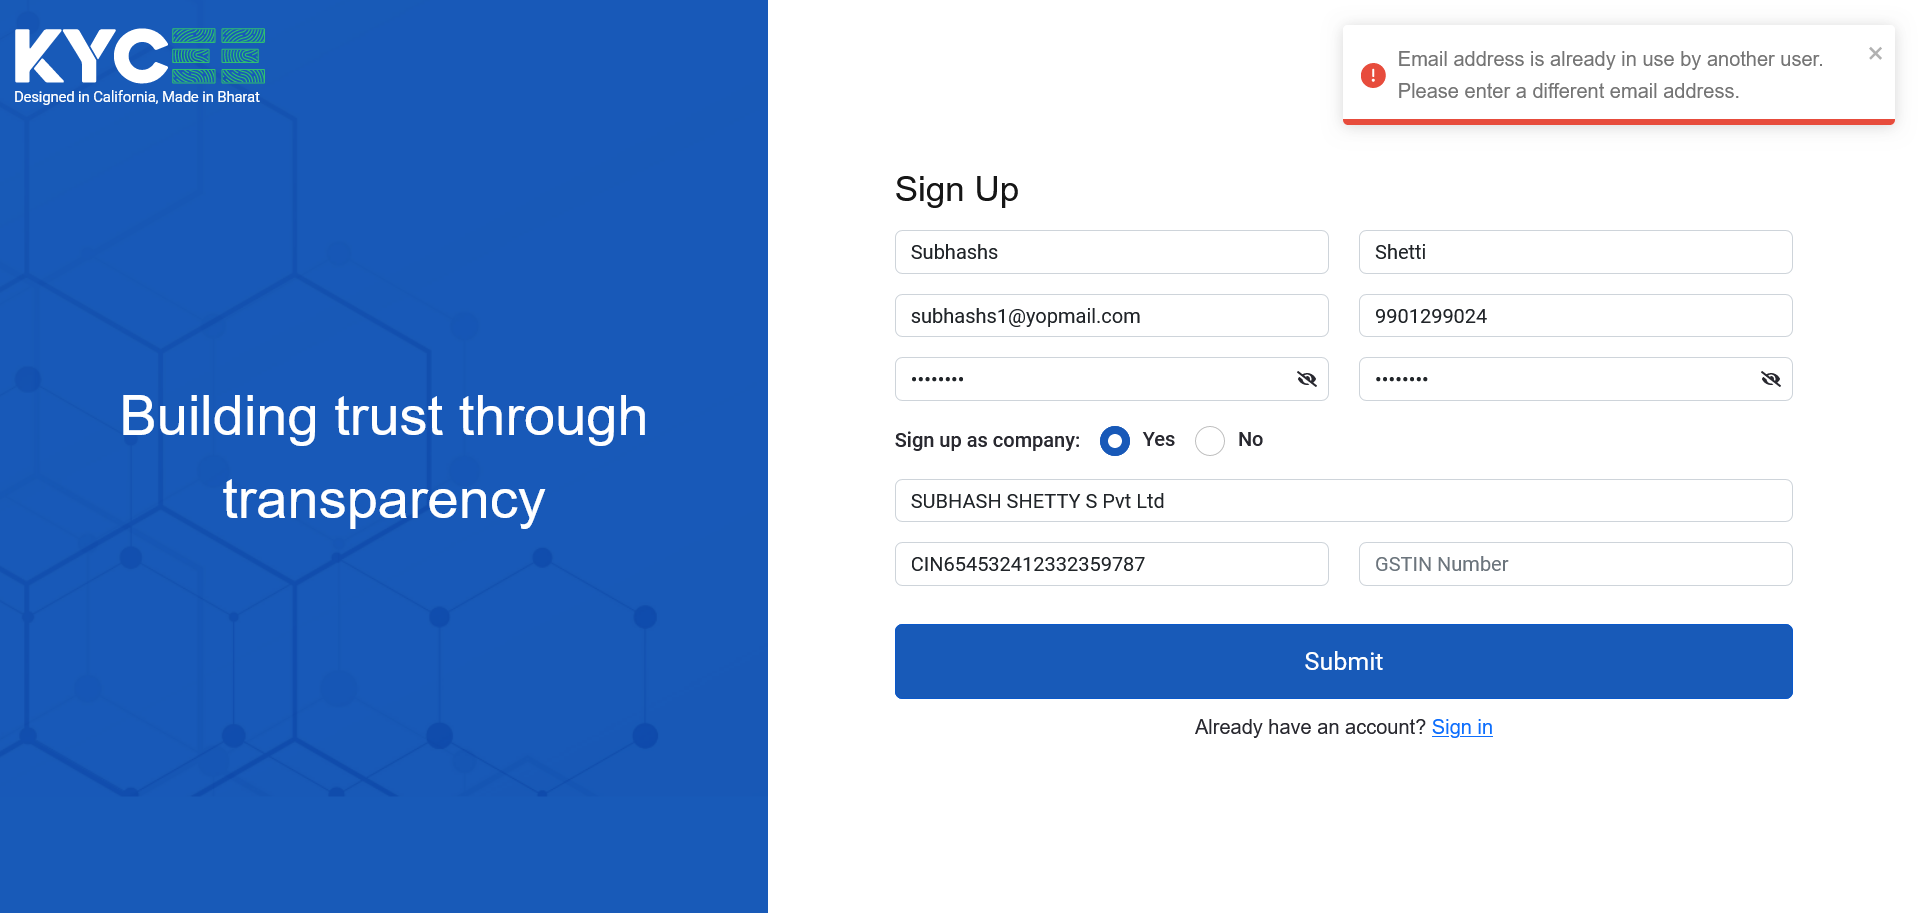 KYCEE
Designed in California, Made in Bharat
Building trust through
transparency
Email address is already in use by another user.
Please enter a different email address.
Sign Up
Subhashs
Shetti
subhashs1@yopmail.com
9901299024
••••••••
••••••••
Sign up as company: Yes No
SUBHASH SHETTY S Pvt Ltd
CIN654532412332359787
GSTIN Number
Submit
Already have an account? Sign in